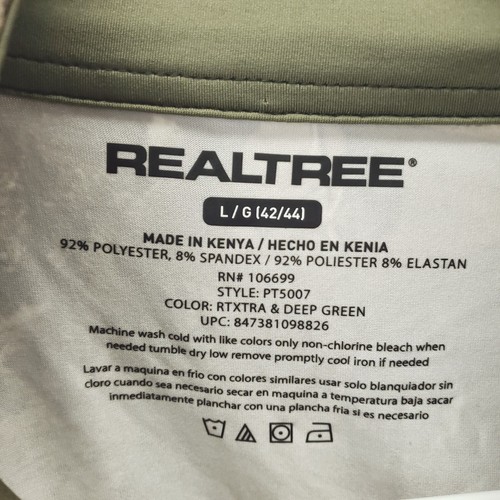 REALTREE®
L / G (42/44)
MADE IN KENYA / HECHO EN KENIA
92% POLYESTER, 8% SPANDEX / 92% POLIESTER 8% ELASTAN
RN# 106699
STYLE: PT5007
COLOR: RTXTRA & DEEP GREEN
UPC: 847381098826
Machine wash cold with like colors only non-chlorine bleach when
needed tumble dry low remove promptly cool iron if needed
Lavar a maquina en frio con colores similares usar solo blanquiador sin
cloro cuando sea necesario secar en maquina a temperatura baja sacar
inmediatamente planchar con una plancha fria si es necesario